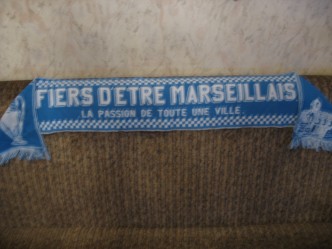 FIERS D'ETRE MARSEILLAIS
LA PASSION DE TOUTE UNE VILLE